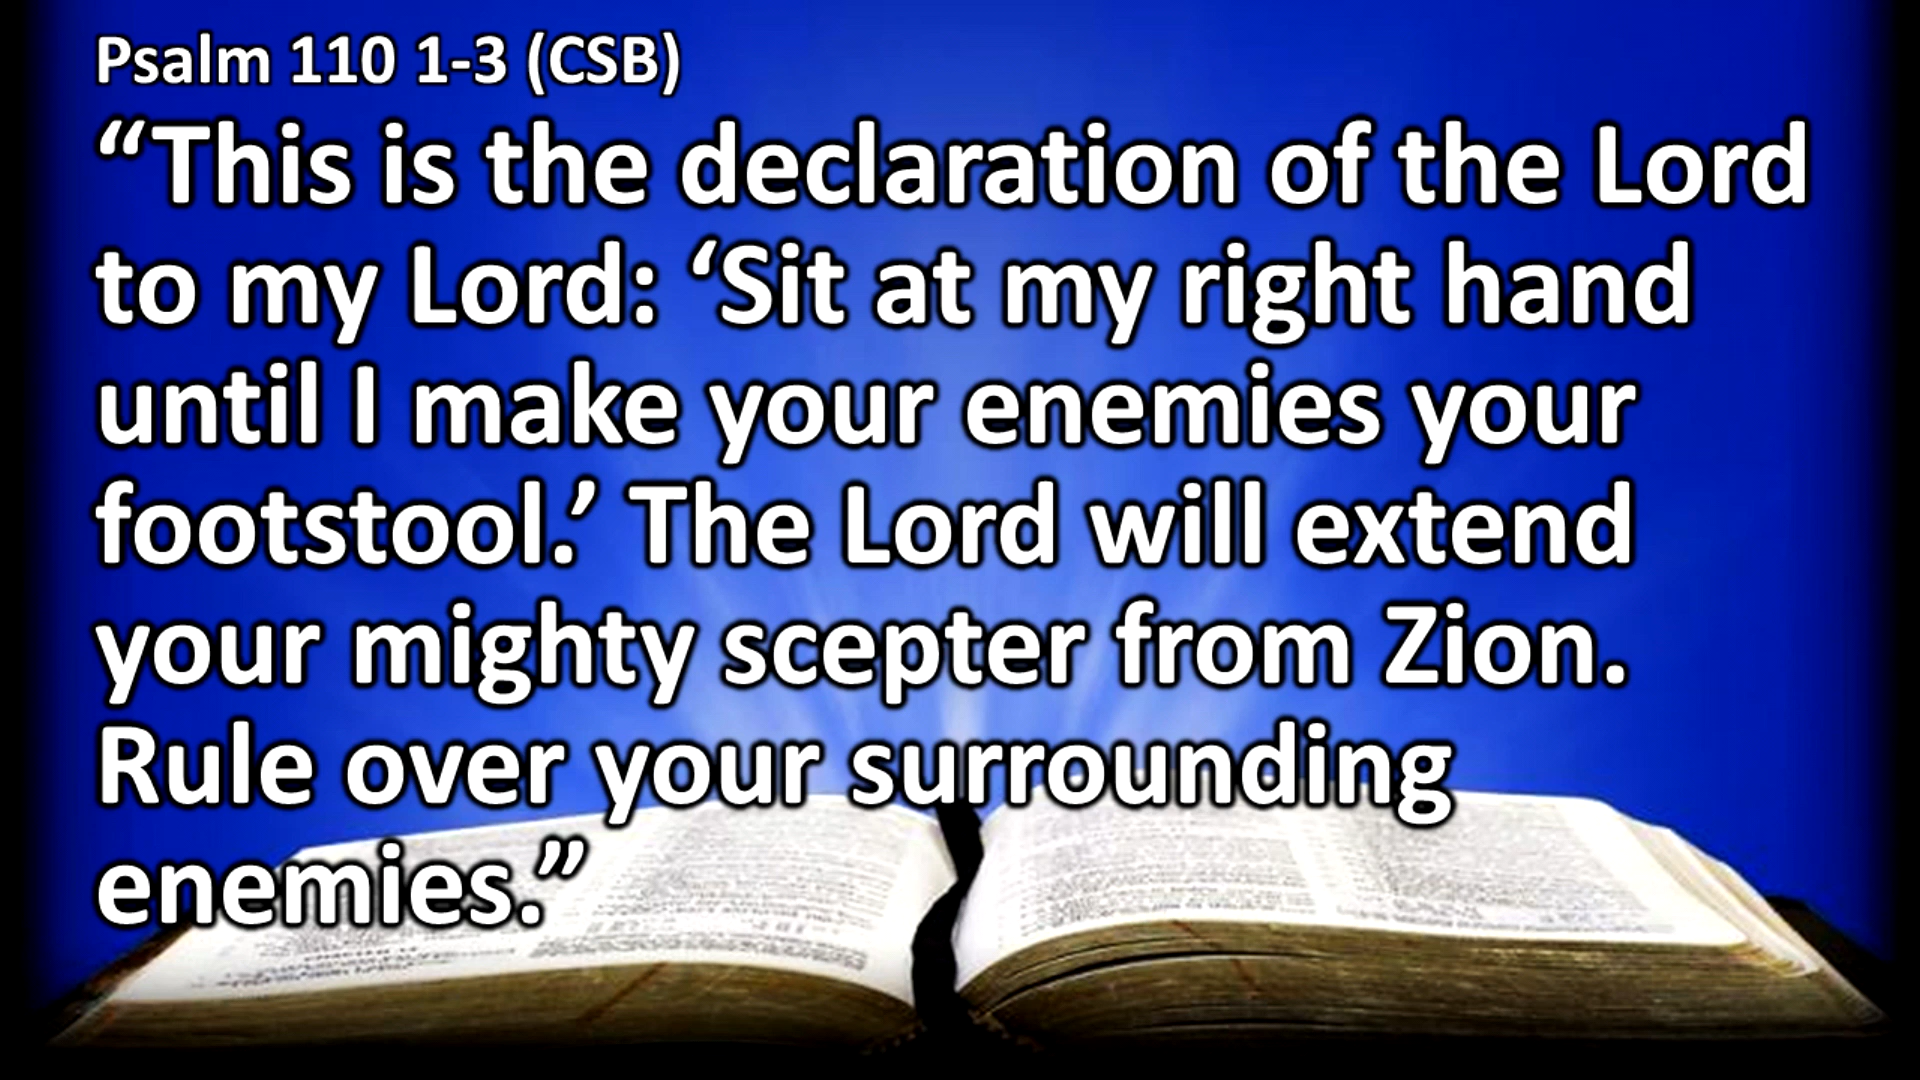 Psalm 110 1-3 (CSB)
“This is the declaration of the Lord
to my Lord: ‘Sit at my right hand
until I make your enemies your
footstool.’ The Lord will extend
your mighty scepter from Zion.
Rule over your surrounding
enemies.”